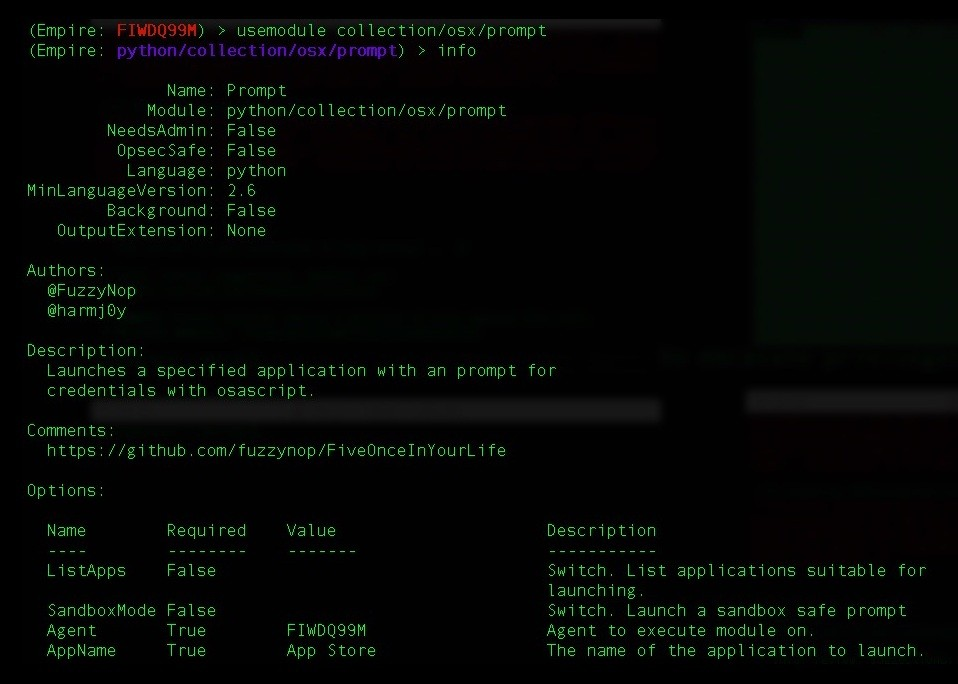 (Empire: FIWDQ99M) > usemodule collection/osx/prompt
(Empire: python/collection/osx/prompt) > info
Name: Prompt
Module: python/collection/osx/prompt
NeedsAdmin: False
OpsecSafe: False
Language: python
MinLanguageVersion: 2.6
Background: False
OutputExtension: None
Authors:
@FuzzyNop
@harmj0y
Description:
Launches a specified application with an prompt for
credentials with osascript.
Comments:
https://github.com/fuzzynop/FiveOnceInYourLife
Options:
Name Required Value Description
---- -------- ------- -----------
ListApps False Switch. List applications suitable for
launching.
SandboxMode False Switch. Launch a sandbox safe prompt
Agent True FIWDQ99M Agent to execute module on.
AppName True App Store The name of the application to launch.